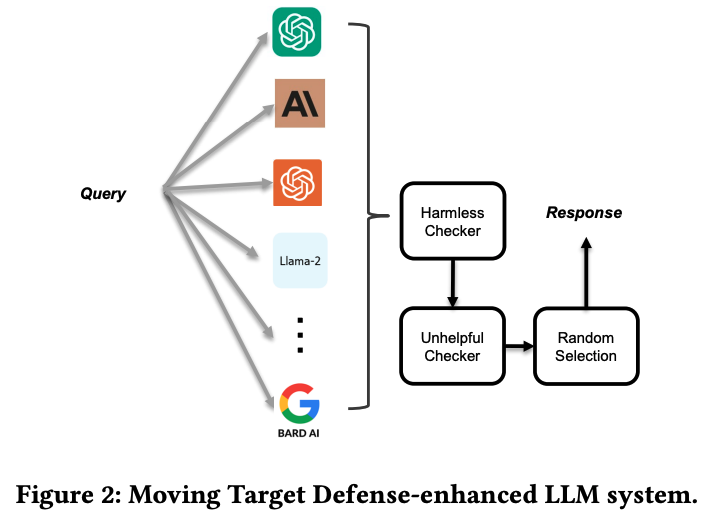 Query
AI
Llama-2
BARD AI
Harmless
Checker
Unhelpful
Checker
Random
Selection
Response
Figure 2: Moving Target Defense-enhanced LLM system.